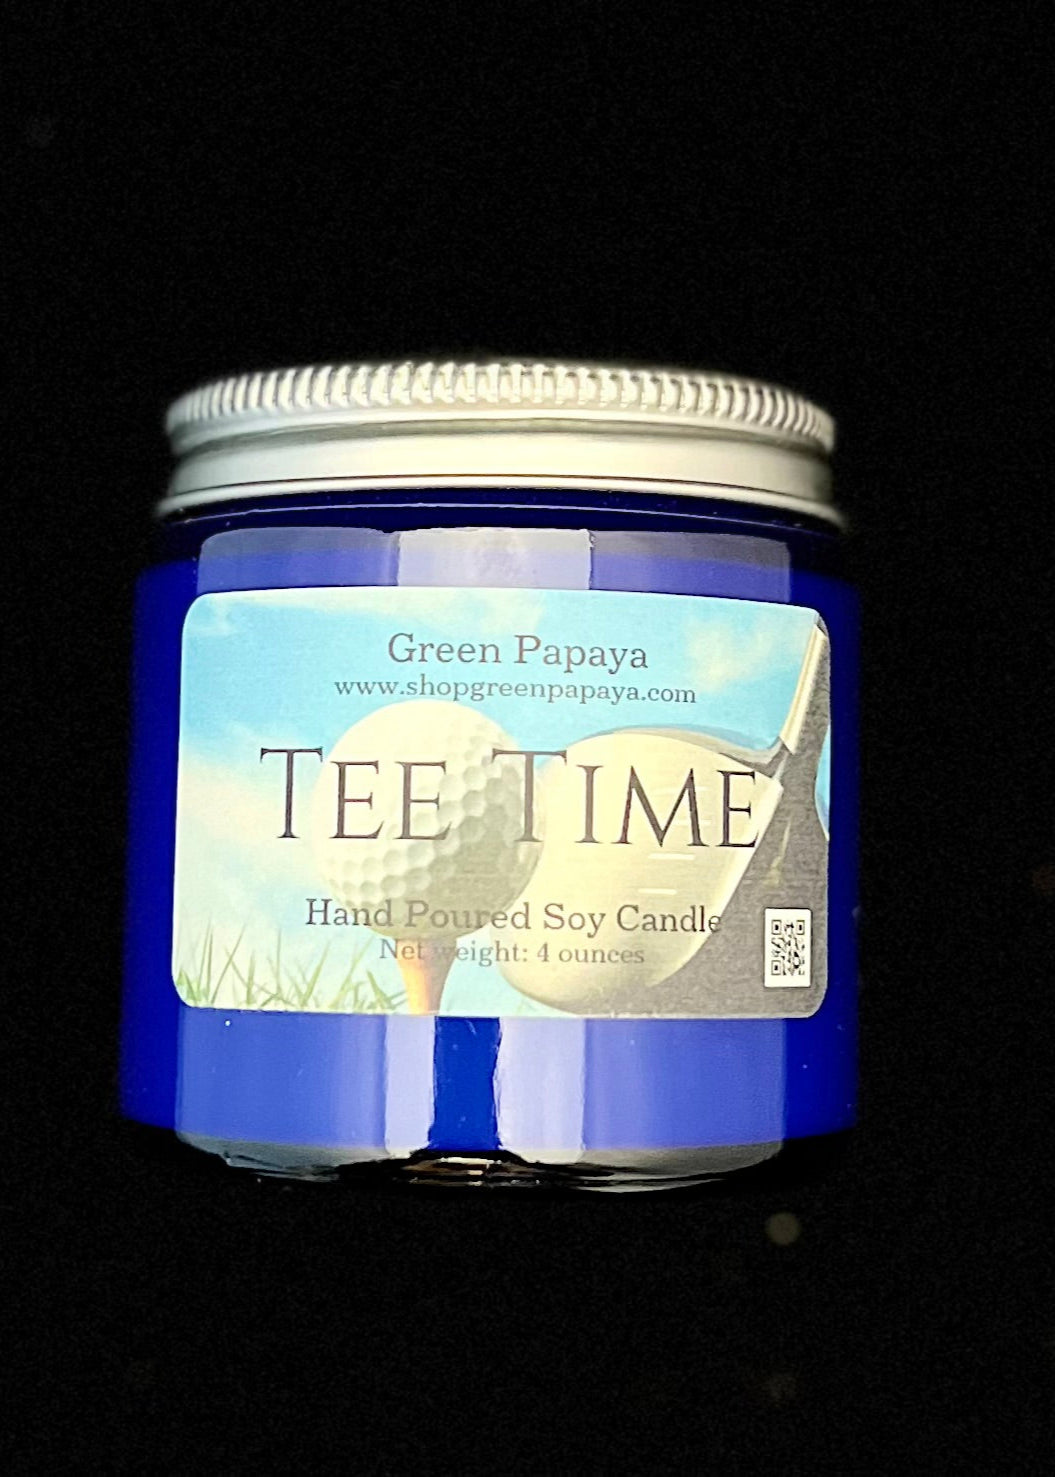 Green Papaya
www.shopgreenpapaya.com
TEE TIME
Hand Poured Soy Candle
Net weight: 4 ounces